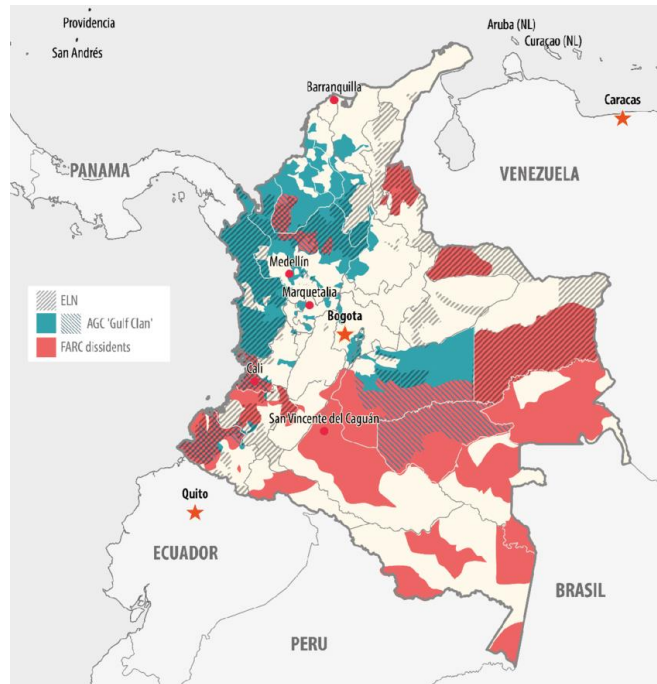 Providencia
San Andrés
Aruba (NL)
Curaçao (NL)
Barranquilla
Caracas
PANAMA
VENEZUELA
Medellín
ELN
Marquetalia
AGC 'Gulf Clan'
Bogota
FARC dissidents
Cali
San Vincente del Caguán
Quito
ECUADOR
BRASIL
PERU